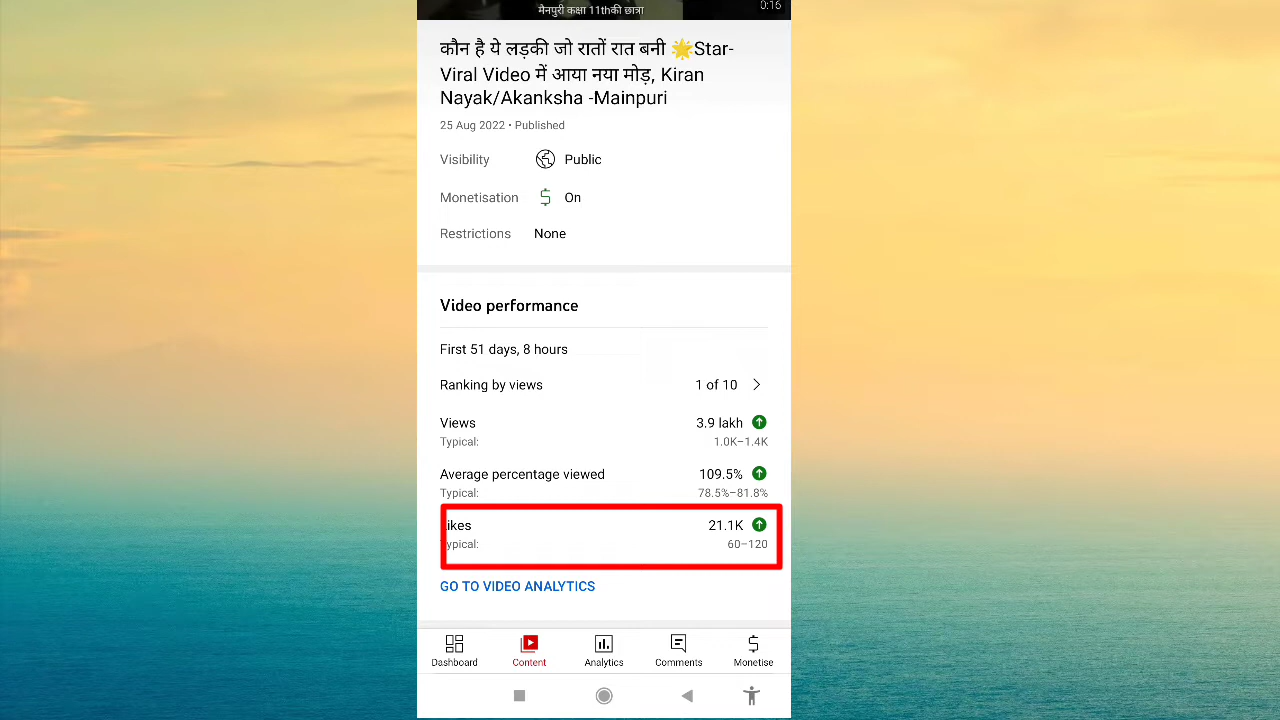 मैनपुरी कक्षा 11thकी छात्रा
0:16
कौन है ये लड़की जो रातों रात बनी 🌟Star-
Viral Video में आया नया मोड़, Kiran
Nayak/Akanksha -Mainpuri
25 Aug 2022 • Published
Visibility Public
Monetisation On
Restrictions None
Video performance
First 51 days, 8 hours
Ranking by views 1 of 10
Views 3.9 lakh
Typical: 1.0K–1.4K
Average percentage viewed 109.5%
Typical: 78.5%–81.8%
ikes 21.1K
ypical: 60–120
GO TO VIDEO ANALYTICS
Dashboard Content Analytics Comments Monetise